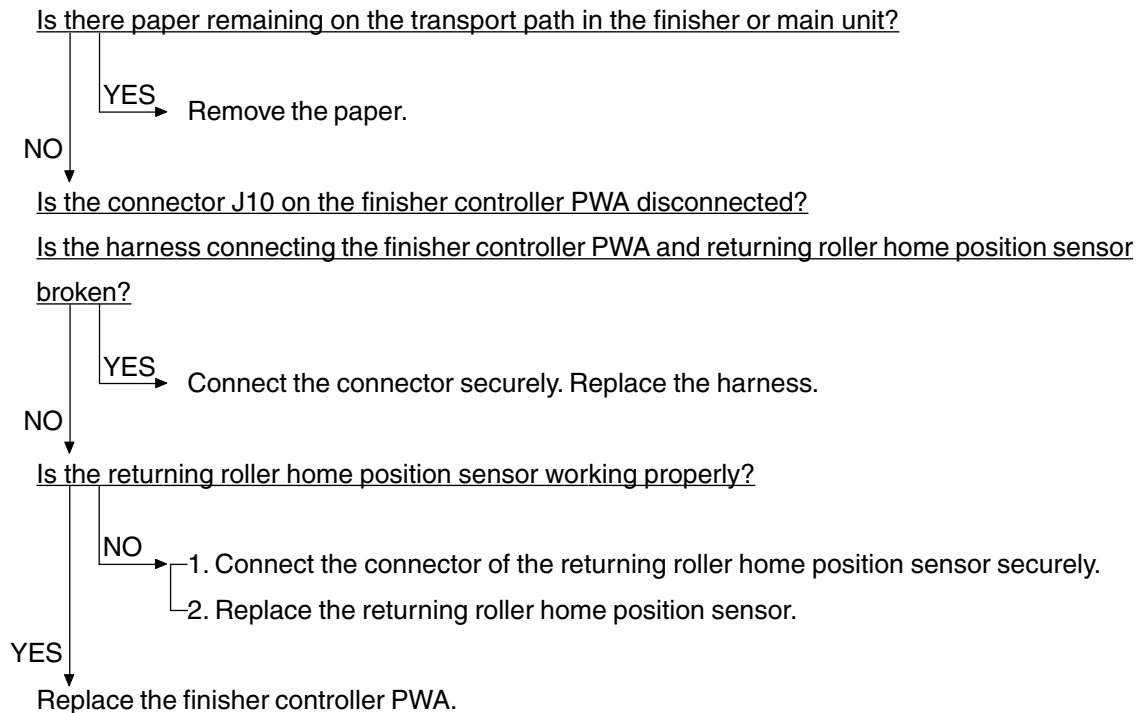 Is there paper remaining on the transport path in the finisher or main unit?
YES
Remove the paper.
NO
Is the connector J10 on the finisher controller PWA disconnected?
Is the harness connecting the finisher controller PWA and returning roller home position sensor
broken?
YES
Connect the connector securely. Replace the harness.
NO
Is the returning roller home position sensor working properly?
NO
1. Connect the connector of the returning roller home position sensor securely.
2. Replace the returning roller home position sensor.
YES
Replace the finisher controller PWA.